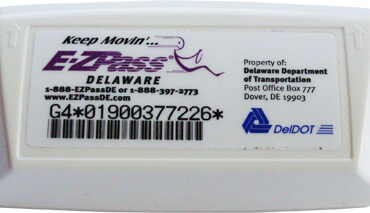 Keep Movin'...
E-ZPass
DELAWARE
1-888-EZPassDE or 1-888-397-2773
www.EZPassDE.com
G4*01900377226*
Property of:
Delaware Department
of Transportation
Post Office Box 777
Dover, DE 19903
DelDOT